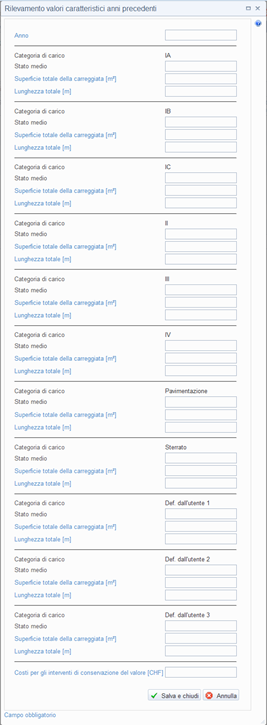 Rilevamento valori caratteristici anni precedenti
Anno
Categoria di carico IA
Stato medio
Superficie totale della carreggiata [m²]
Lunghezza totale [m]
Categoria di carico IB
Stato medio
Superficie totale della carreggiata [m²]
Lunghezza totale [m]
Categoria di carico IC
Stato medio
Superficie totale della carreggiata [m²]
Lunghezza totale [m]
Categoria di carico II
Stato medio
Superficie totale della carreggiata [m²]
Lunghezza totale [m]
Categoria di carico III
Stato medio
Superficie totale della carreggiata [m²]
Lunghezza totale [m]
Categoria di carico IV
Stato medio
Superficie totale della carreggiata [m²]
Lunghezza totale [m]
Categoria di carico Pavimentazione
Stato medio
Superficie totale della carreggiata [m²]
Lunghezza totale [m]
Categoria di carico Sterrato
Stato medio
Superficie totale della carreggiata [m²]
Lunghezza totale [m]
Categoria di carico Def. dall'utente 1
Stato medio
Superficie totale della carreggiata [m²]
Lunghezza totale [m]
Categoria di carico Def. dall'utente 2
Stato medio
Superficie totale della carreggiata [m²]
Lunghezza totale [m]
Categoria di carico Def. dall'utente 3
Stato medio
Superficie totale della carreggiata [m²]
Lunghezza totale [m]
Costi per gli interventi di conservazione del valore [CHF]
Salva e chiudi Annulla
Campo obbligatorio